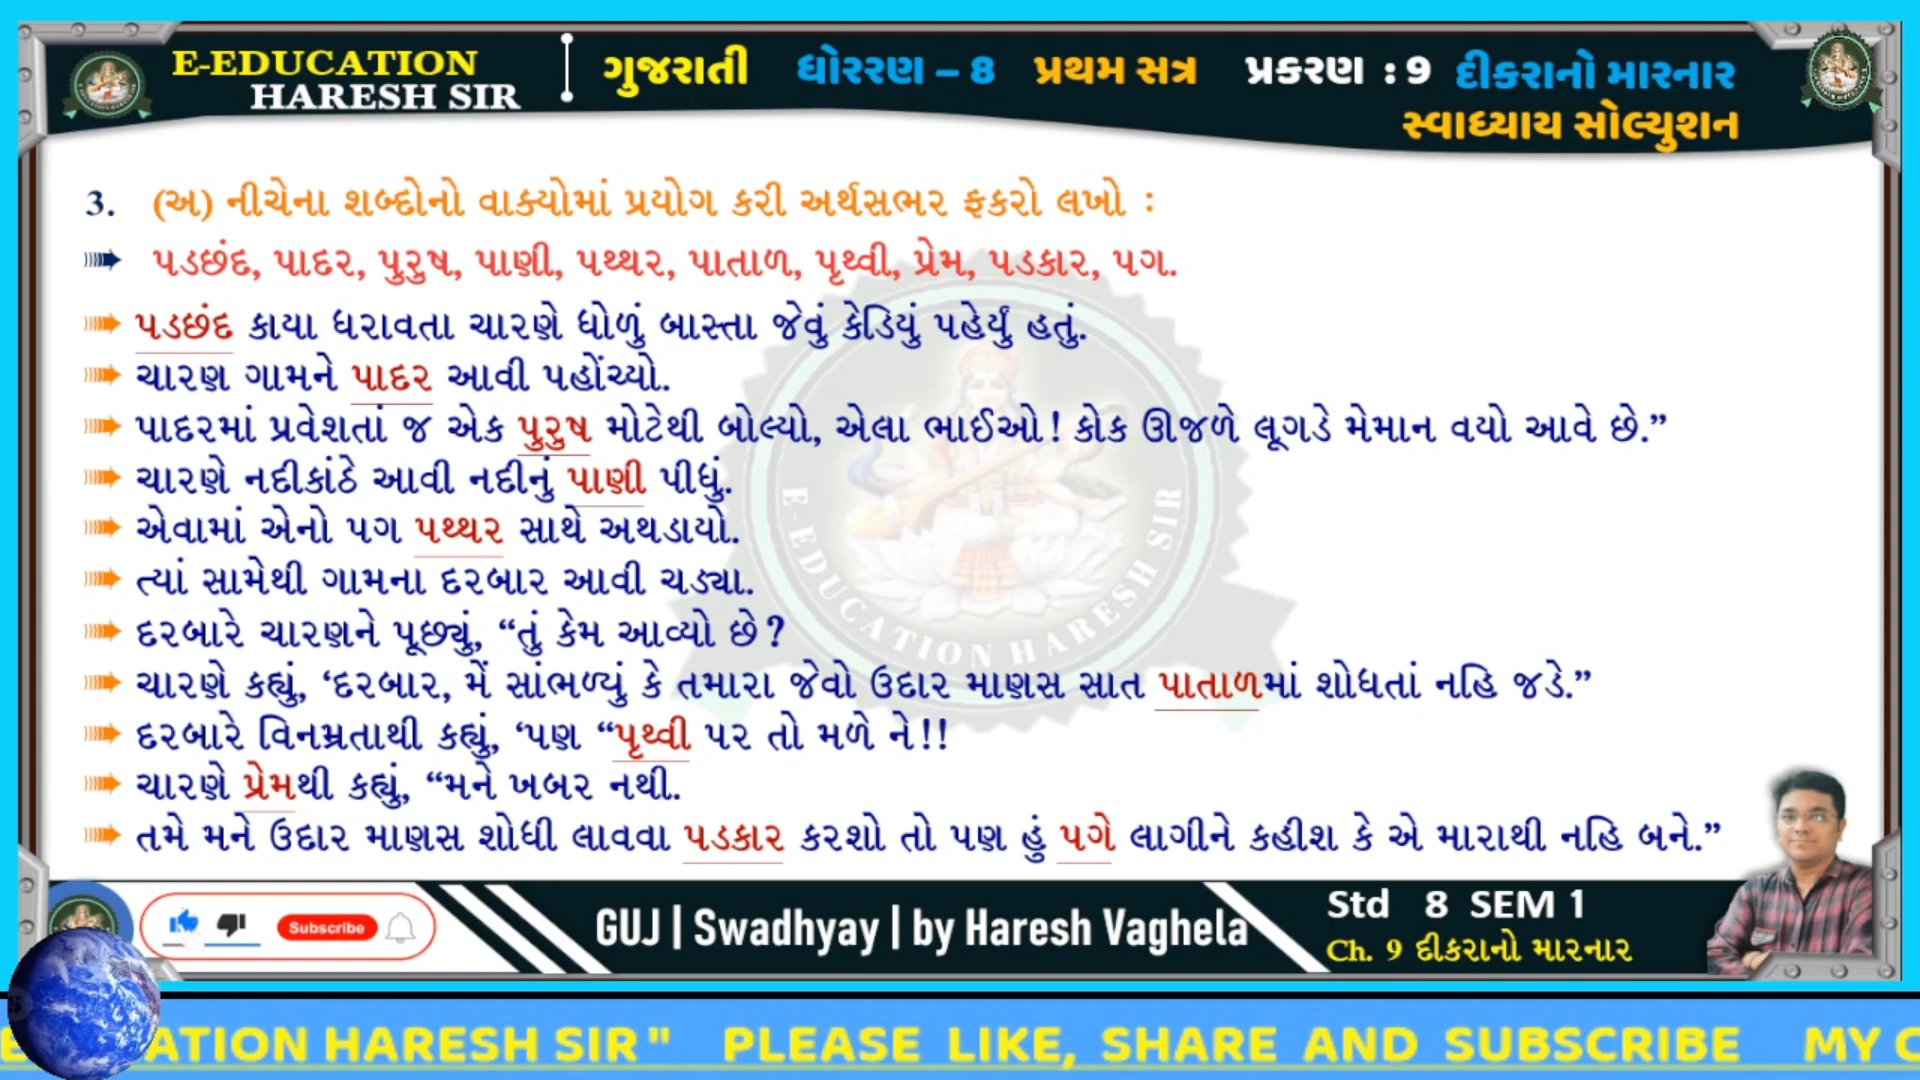 E-EDUCATION
HARESH SIR
ગુજરાતી ધોરરણ – 8 પ્રથમ સત્ર પ્રકરણ : 9 દીકરાનો મારનાર
સ્વાધ્યાય સોલ્યુશન
3. (અ) નીચેના શબ્દોનો વાક્યોમાં પ્રયોગ કરી અર્થસભર ફકરો લખો :
પડછંદ, પાદર, પુરુષ, પાણી, પથ્થર, પાતાળ, પૃથ્વી, પ્રેમ, પડકાર, પગ.
પડછંદ કાયા ધરાવતા ચારણે ધોળું બાસ્તા જેવું કેડિયું પહેર્યું હતું.
ચારણ ગામને પાદર આવી પહોંચ્યો.
પાદરમાં પ્રવેશતાં જ એક પુરુષ મોટેથી બોલ્યો, એલા ભાઈઓ! કોક ઊજળે લૂગડે મેમાન વયો આવે છે.”
ચારણે નદીકાંઠે આવી નદીનું પાણી પીધું.
એવામાં એનો પગ પથ્થર સાથે અથડાયો.
ત્યાં સામેથી ગામના દરબાર આવી ચડ્યા.
દરબારે ચારણને પૂછ્યું, “તું કેમ આવ્યો છે?
ચારણે કહ્યું, ‘દરબાર, મેં સાંભળ્યું કે તમારા જેવો ઉદાર માણસ સાત પાતાળમાં શોધતાં નહિ જડે.”
દરબારે વિનમ્રતાથી કહ્યું, ‘પણ “પૃથ્વી પર તો મળે ને!!
ચારણે પ્રેમથી કહ્યું, “મને ખબર નથી.
તમે મને ઉદાર માણસ શોધી લાવવા પડકાર કરશો તો પણ હું પગે લાગીને કહીશ કે એ મારાથી નહિ બને.”
E-EDUCATION HARESH SIR
Subscribe
GUJ | Swadhyay | by Haresh Vaghela
Std 8 SEM 1
Ch. 9 દીકરાનો મારનાર
ATION HARESH SIR " PLEASE LIKE, SHARE AND SUBSCRIBE MY C